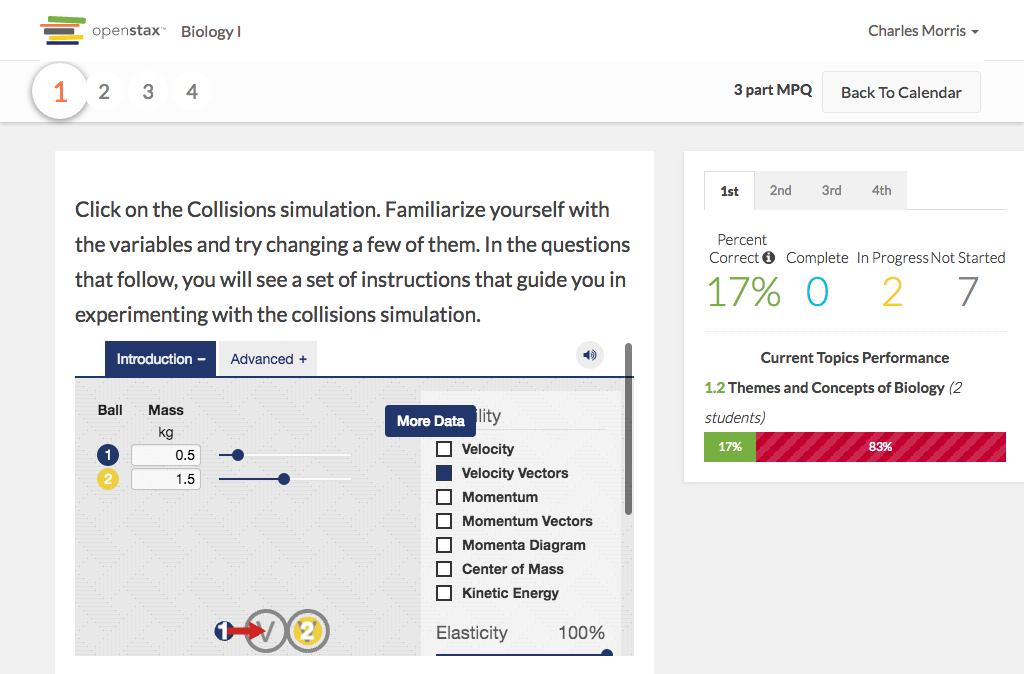 openstax™ Biology I
Charles Morris
1 2 3 4
3 part MPQ
Back To Calendar
Click on the Collisions simulation. Familiarize yourself with
the variables and try changing a few of them. In the questions
that follow, you will see a set of instructions that guide you in
experimenting with the collisions simulation.
Introduction –
Advanced +
Ball Mass
kg
1 0.5
2 1.5
More Data
ility
Velocity
Velocity Vectors
Momentum
Momentum Vectors
Momenta Diagram
Center of Mass
Kinetic Energy
Elasticity 100%
1 V 2
1st 2nd 3rd 4th
Percent
Correct Complete In Progress Not Started
17% 0 2 7
Current Topics Performance
1.2 Themes and Concepts of Biology (2
students)
17% 83%